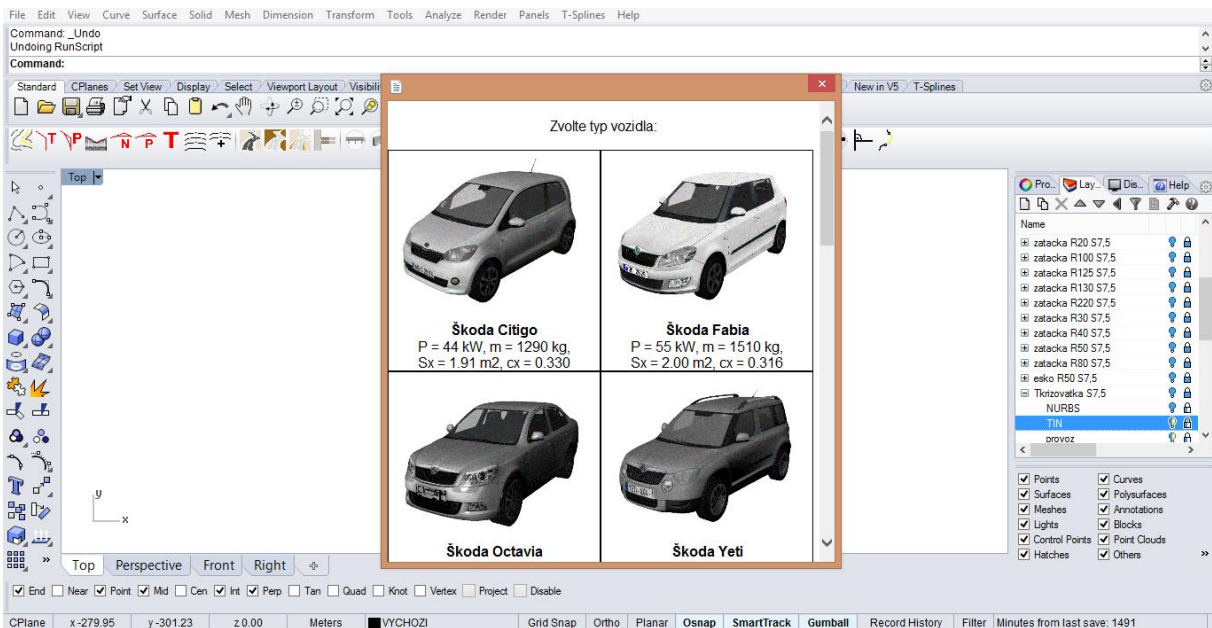 File Edit View Curve Surface Solid Mesh Dimension Transform Tools Analyze Render Panels T-Splines Help
Command: _Undo
Undoing RunScript
Command:
Standard CPlanes Set View Display Select Viewport Layout Visibili New in V5 T-Splines
Zvolte typ vozidla:
Top
Pro... Lay... Dis... Help
Name
zatacka R20 S7,5
zatacka R100 S7,5
zatacka R125 S7,5
zatacka R130 S7,5
zatacka R220 S7,5
zatacka R30 S7,5
zatacka R40 S7,5
zatacka R50 S7,5
zatacka R80 S7,5
esko R50 S7,5
Tkrizovatka S7,5
NURBS
TIN
provoz
Škoda Citigo
P = 44 kW, m = 1290 kg,
Sx = 1.91 m2, cx = 0.330
Škoda Fabia
P = 55 kW, m = 1510 kg,
Sx = 2.00 m2, cx = 0.316
Škoda Octavia
Škoda Yeti
Points Curves
Surfaces Polysurfaces
Meshes Annotations
Lights Blocks
Control Points Point Clouds
Hatches Others
y
x
Top Perspective Front Right
End Near Point Mid Cen Int Perp Tan Quad Knot Vertex Project Disable
CPlane x -279.95 y -301.23 z 0.00 Meters VYCHOZI Grid Snap Ortho Planar Osnap SmartTrack Gumball Record History Filter Minutes from last save: 1491